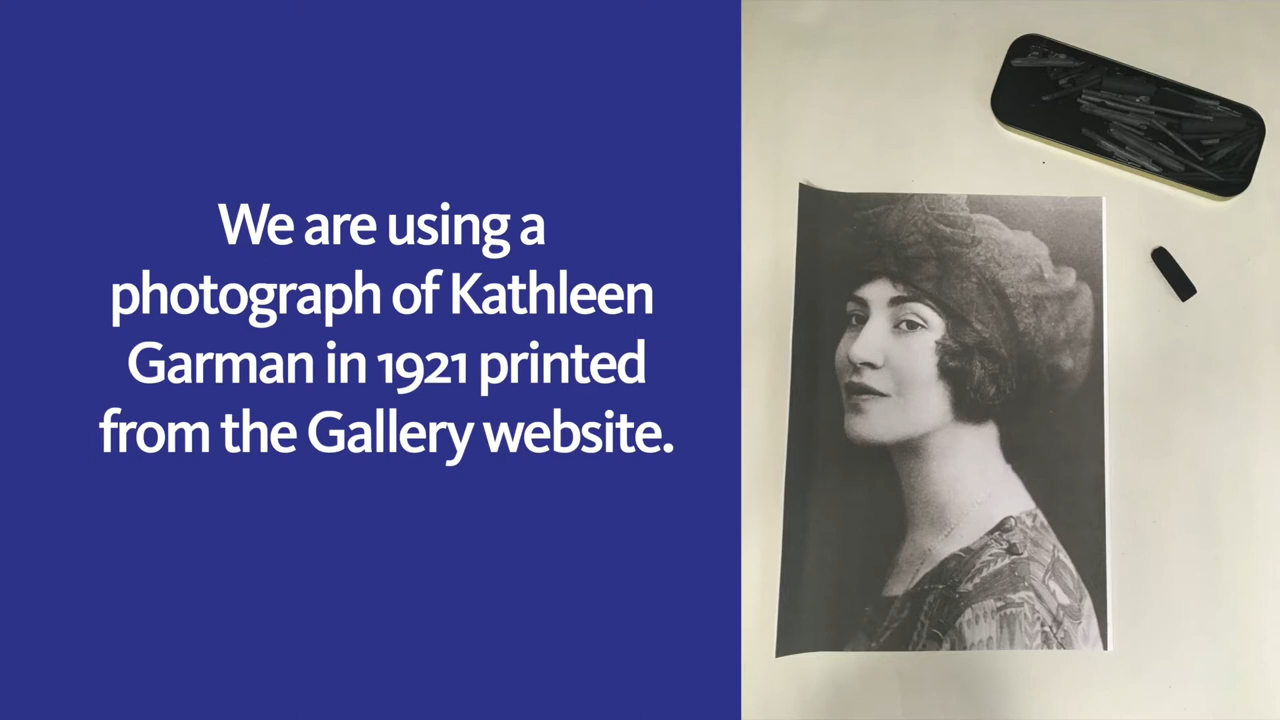 We are using a
photograph of Kathleen
Garman in 1921 printed
from the Gallery website.